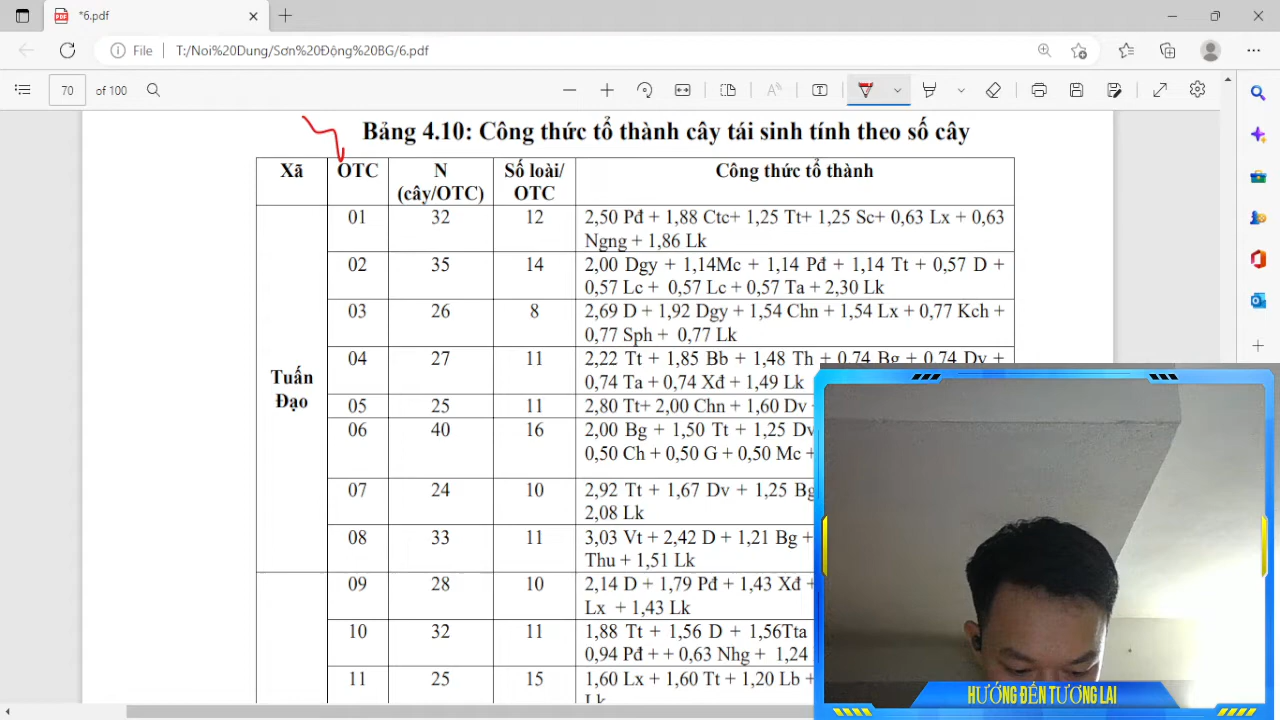 *6.pdf
File
T:/Noi%20Dung/Sơn%20Động%20BG/6.pdf
70 of 100
Bảng 4.10: Công thức tổ thành cây tái sinh tính theo số cây
Xã OTC N (cây/OTC) Số loài/ OTC Công thức tổ thành
Tuấn Đạo
01 32 12 2,50 Pđ + 1,88 Ctc+ 1,25 Tt+ 1,25 Sc+ 0,63 Lx + 0,63
Ngng + 1,86 Lk
02 35 14 2,00 Dgy + 1,14Mc + 1,14 Pđ + 1,14 Tt + 0,57 D +
0,57 Lc + 0,57 Lc + 0,57 Ta + 2,30 Lk
03 26 8 2,69 D + 1,92 Dgy + 1,54 Chn + 1,54 Lx + 0,77 Kch +
0,77 Sph + 0,77 Lk
04 27 11 2,22 Tt + 1,85 Bb + 1,48 Th + 0,74 Bg + 0,74 Dv +
0,74 Ta + 0,74 Xđ + 1,49 Lk
05 25 11 2,80 Tt+ 2,00 Chn + 1,60 Dv
06 40 16 2,00 Bg + 1,50 Tt + 1,25 Dv
0,50 Ch + 0,50 G + 0,50 Mc +
07 24 10 2,92 Tt + 1,67 Dv + 1,25 Bg
2,08 Lk
08 33 11 3,03 Vt + 2,42 D + 1,21 Bg +
Thu + 1,51 Lk
09 28 10 2,14 D + 1,79 Pđ + 1,43 Xđ +
Lx + 1,43 Lk
10 32 11 1,88 Tt + 1,56 D + 1,56Tta
0,94 Pđ + + 0,63 Nhg + 1,24
11 25 15 1,60 Lx + 1,60 Tt + 1,20 Lb +
Lk
HƯỚNG ĐẾN TƯƠNG LAI